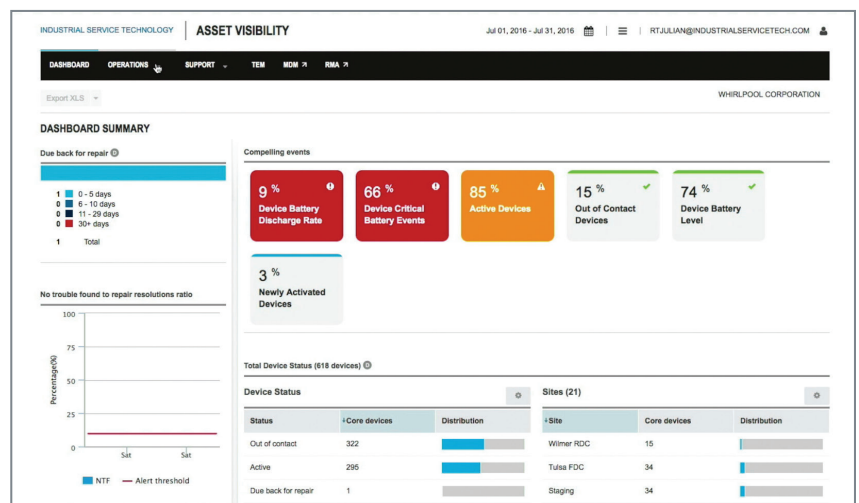 INDUSTRIAL SERVICE TECHNOLOGY
ASSET VISIBILITY
Jul 01, 2016 - Jul 31, 2016
RTJULIAN@INDUSTRIALSERVICETECH.COM
DASHBOARD OPERATIONS SUPPORT TEM MDM RMA
Export XLS
WHIRLPOOL CORPORATION
DASHBOARD SUMMARY
Due back for repair D
1 0 - 5 days
0 6 - 10 days
0 11 - 29 days
0 30+ days
1 Total
No trouble found to repair resolutions ratio
100
75
50
25
0
Percentage(%)
Sat Sat
NTF Alert threshold
Compelling events
9 %
Device Battery
Discharge Rate
66 %
Device Critical
Battery Events
85 %
Active Devices
15 %
Out of Contact
Devices
74 %
Device Battery
Level
3 %
Newly Activated
Devices
Total Device Status (618 devices) D
Device Status
Status Core devices Distribution
Out of contact 322
Active 295
Due back for repair 1
Sites (21)
Site Core devices Distribution
Wilmer RDC 15
Tulsa FDC 34
Staging 34